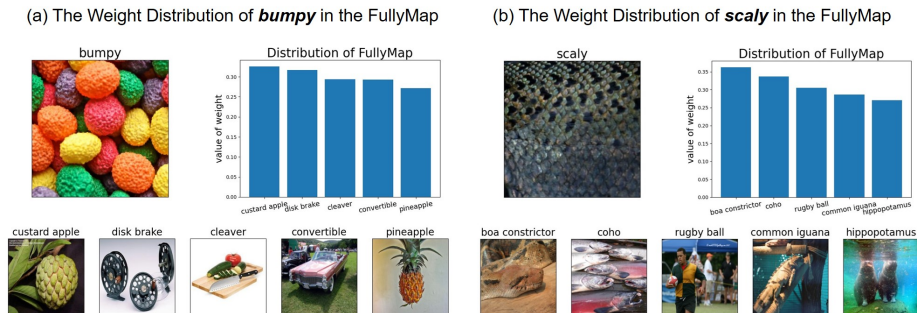 (a) The Weight Distribution of bumpy in the FullyMap
bumpy
Distribution of FullyMap
value of weight
0.30
0.25
0.20
0.15
0.10
0.05
0.00
custard apple
disk brake
cleaver
convertible
pineapple
custard apple
disk brake
cleaver
convertible
pineapple
(b) The Weight Distribution of scaly in the FullyMap
scaly
Distribution of FullyMap
value of weight
0.35
0.30
0.25
0.20
0.15
0.10
0.05
0.00
boa constrictor
coho
rugby ball
common iguana
hippopotamus
boa constrictor
coho
rugby ball
common iguana
hippopotamus